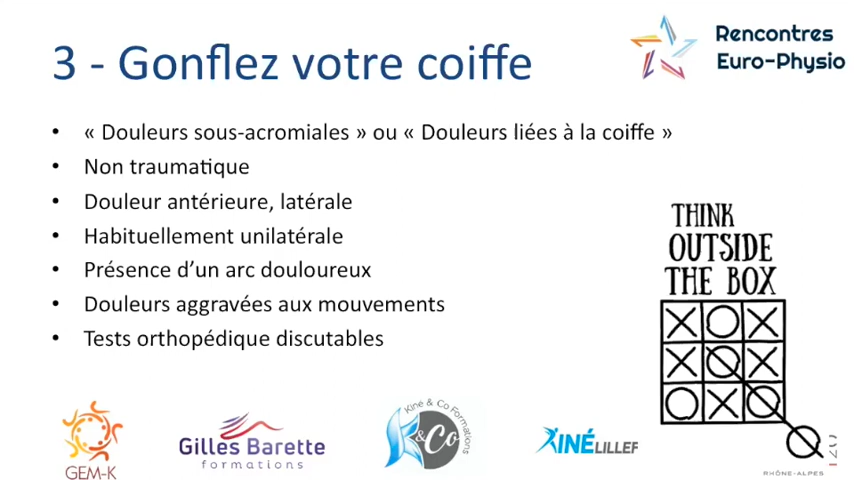 3 - Gonflez votre coiffe
Rencontres
Euro-Physio
• « Douleurs sous-acromiales » ou « Douleurs liées à la coiffe »
• Non traumatique
• Douleur antérieure, latérale
• Habituellement unilatérale
• Présence d’un arc douloureux
• Douleurs aggravées aux mouvements
• Tests orthopédique discutables
THINK
OUTSIDE
THE BOX
X O X
X O X
O X O
O
GEM-K
Gilles Barette
formations
Kiné & Co Formations
K&Co
KINÉLILLEF
RHÔNE-ALPES